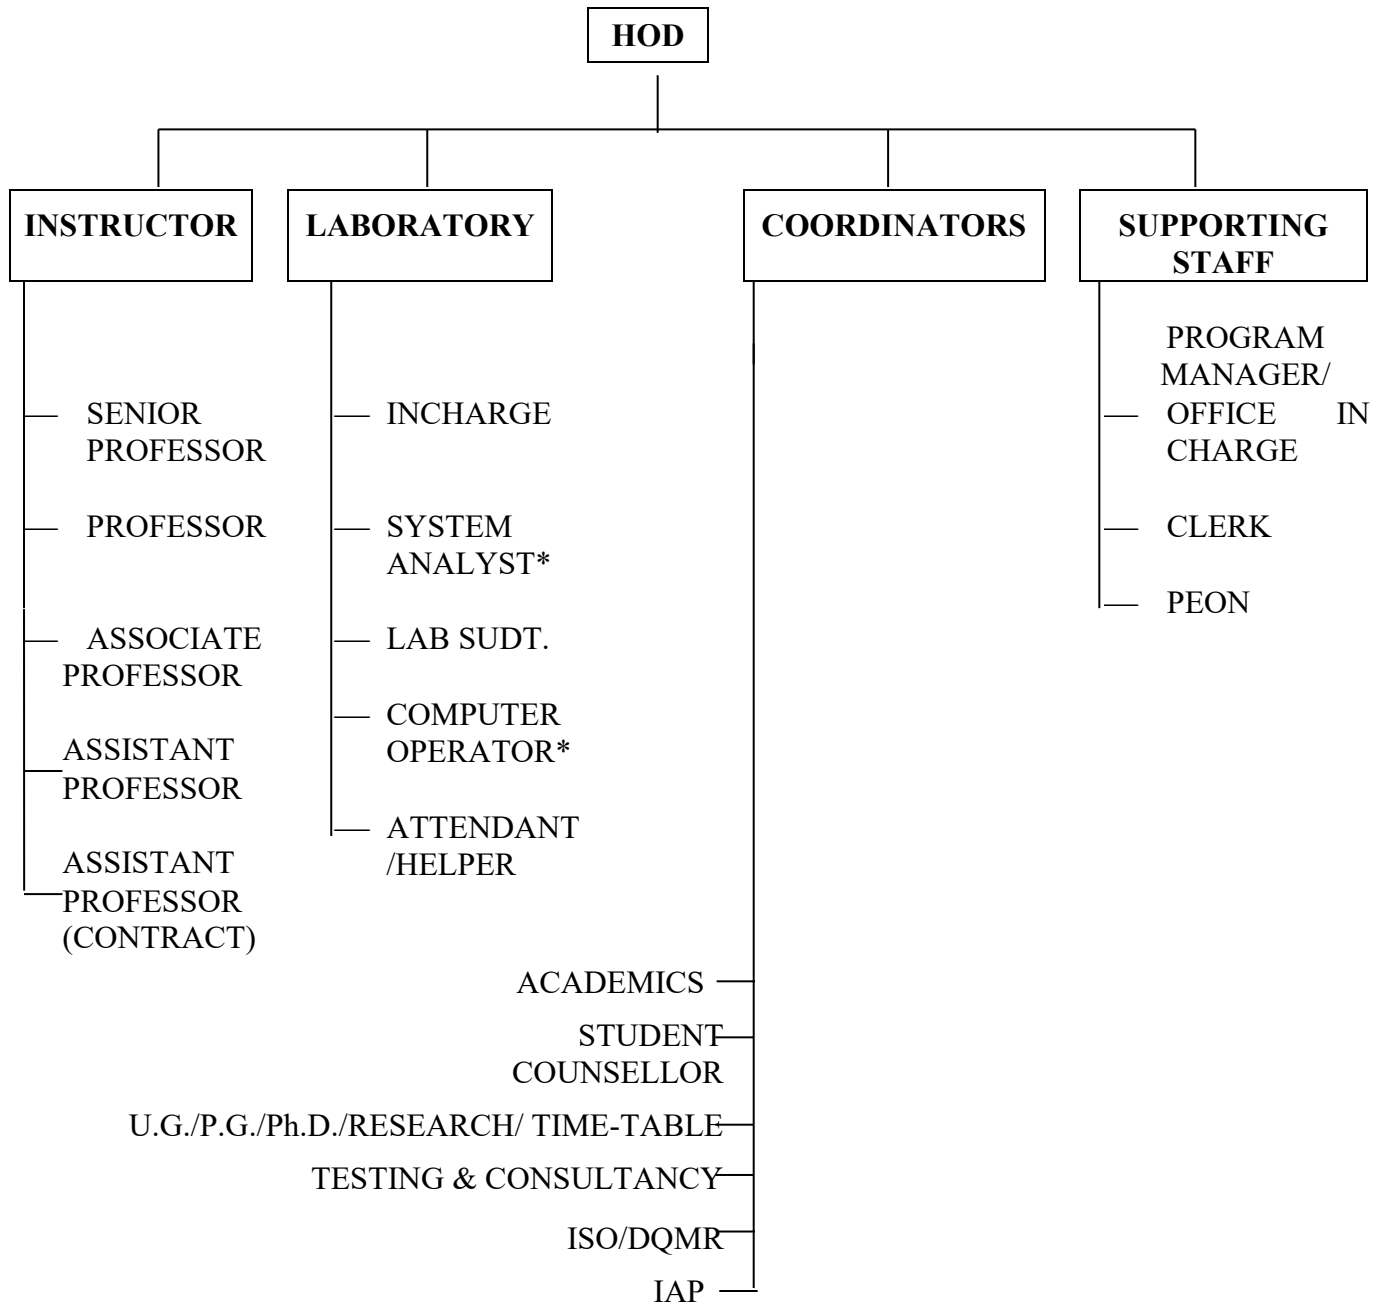 HOD
INSTRUCTOR
LABORATORY
COORDINATORS
SUPPORTING
STAFF
SENIOR
PROFESSOR
PROFESSOR
ASSOCIATE
PROFESSOR
ASSISTANT
PROFESSOR
ASSISTANT
PROFESSOR
(CONTRACT)
INCHARGE
SYSTEM
ANALYST*
LAB SUDT.
COMPUTER
OPERATOR*
ATTENDANT
/HELPER
ACADEMICS
STUDENT
COUNSELLOR
U.G./P.G./Ph.D./RESEARCH/ TIME-TABLE
TESTING & CONSULTANCY
ISO/DQMR
IAP
PROGRAM
MANAGER/
OFFICE IN
CHARGE
CLERK
PEON